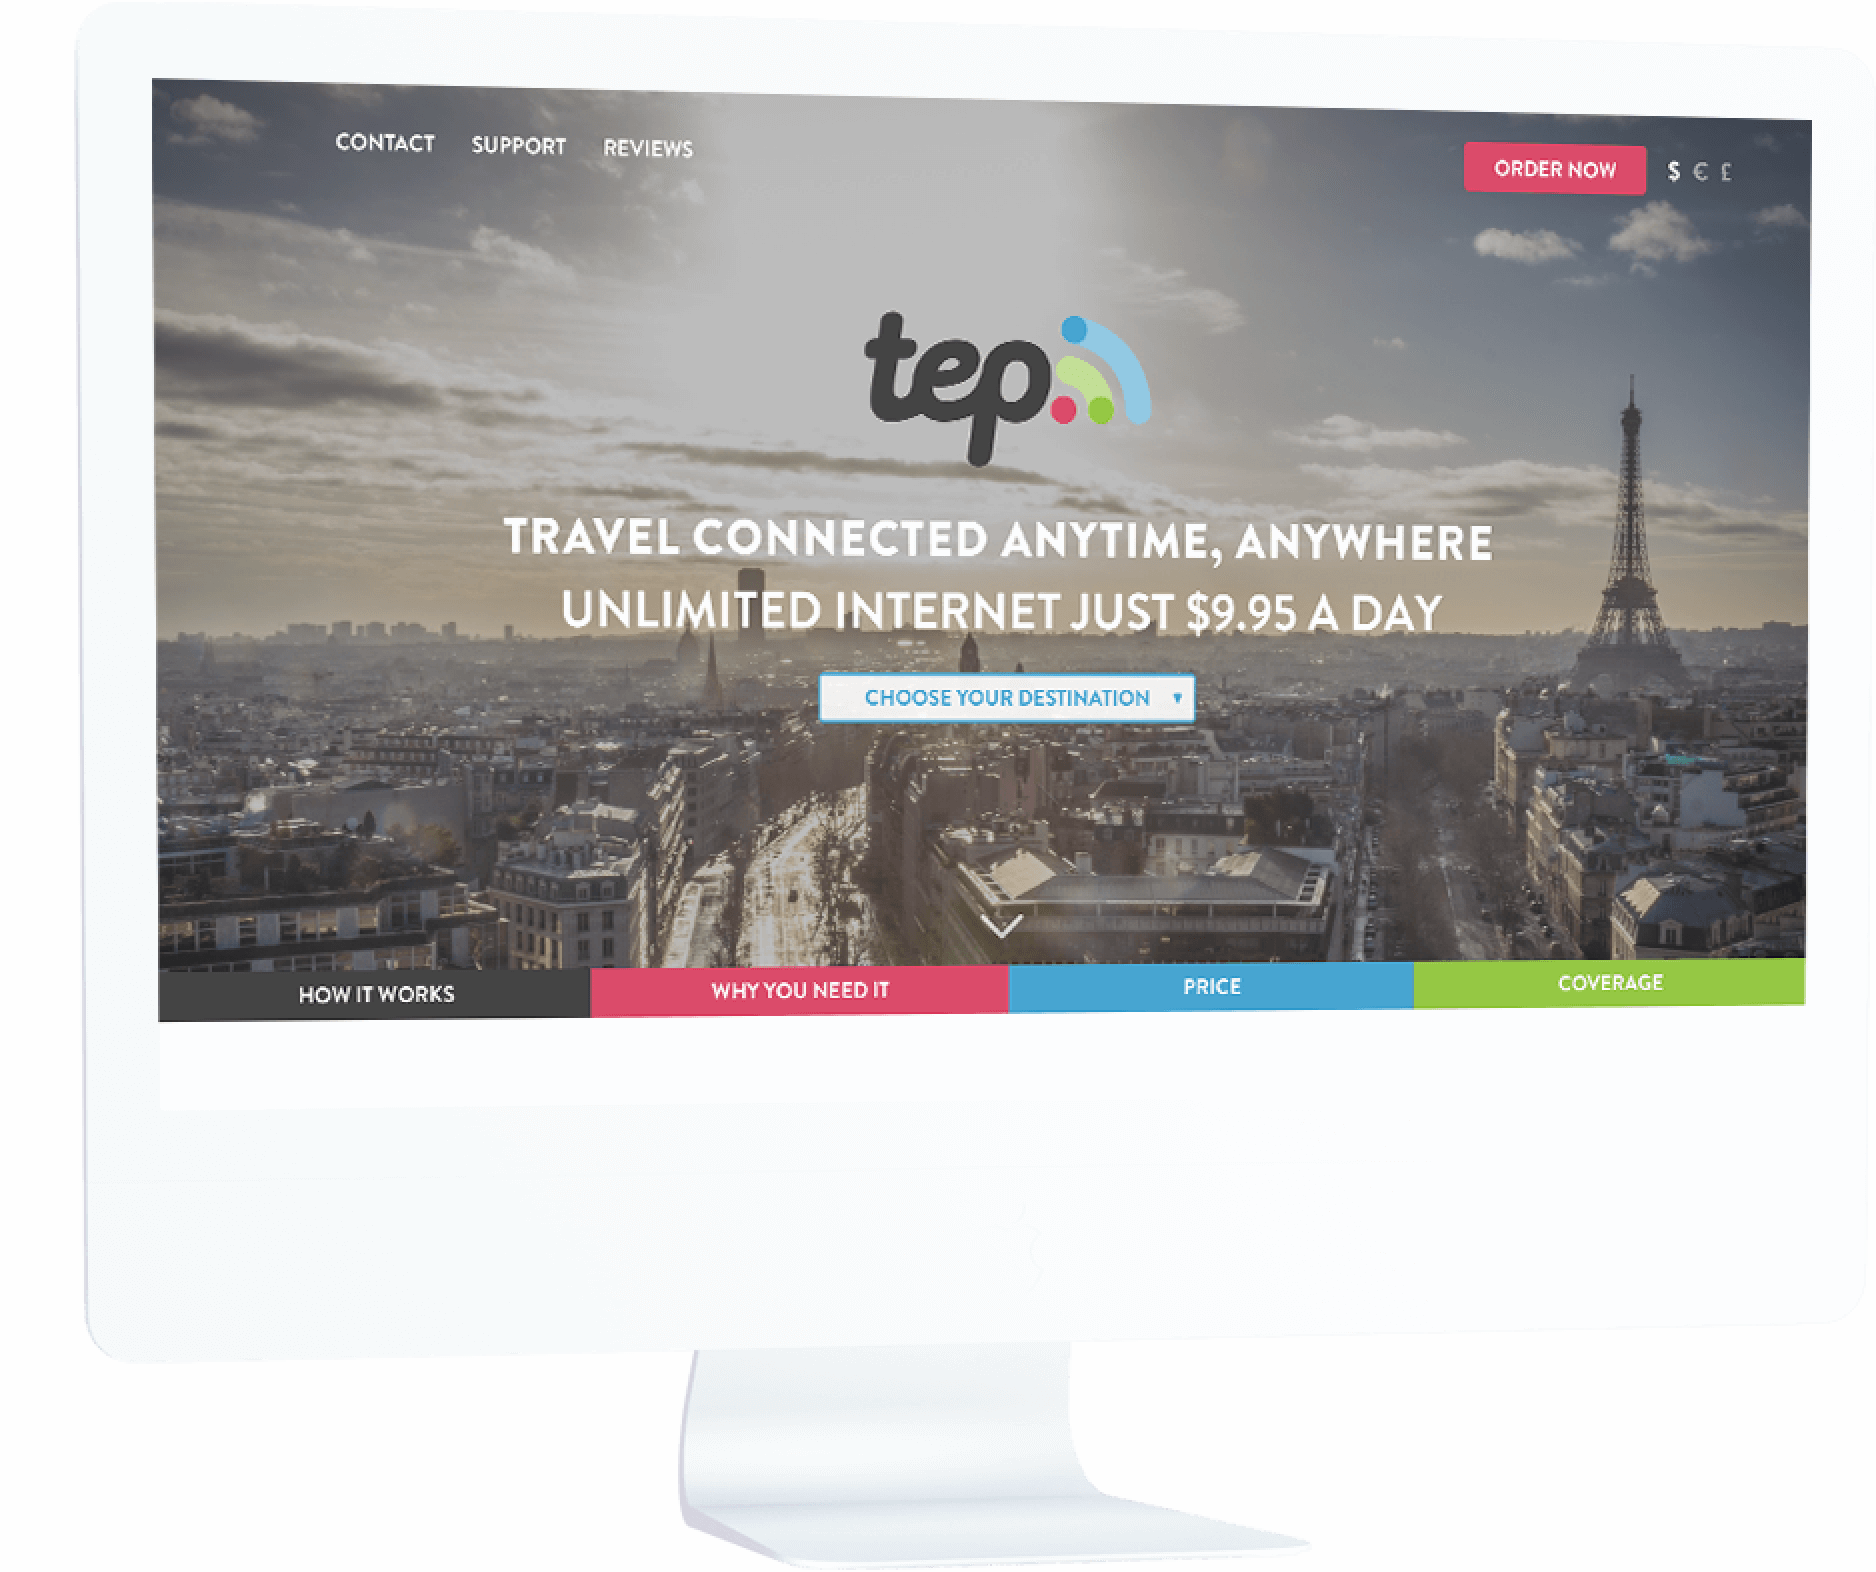 CONTACT SUPPORT REVIEWS
ORDER NOW $ € £
tep
TRAVEL CONNECTED ANYTIME, ANYWHERE
UNLIMITED INTERNET JUST $9.95 A DAY
CHOOSE YOUR DESTINATION
HOW IT WORKS WHY YOU NEED IT PRICE COVERAGE